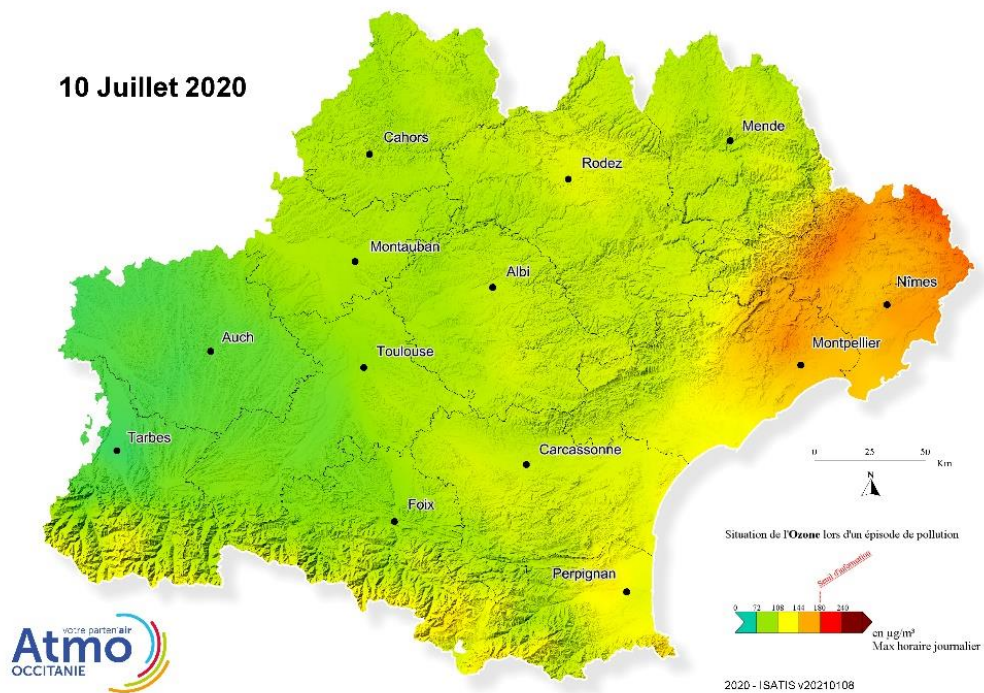 10 Juillet 2020
Cahors
Mende
Rodez
Montauban
Albi
Nîmes
Auch
Toulouse
Montpellier
Tarbes
Carcassonne
0 25 50
Km
N
Foix
Situation de l'Ozone lors d'un épisode de pollution
Perpignan
Seuil d'information
0 72 108 144 180 240
en µg/m³
Max horaire journalier
votre parten'air
Atmo
OCCITANIE
2020 - ISATIS v20210108